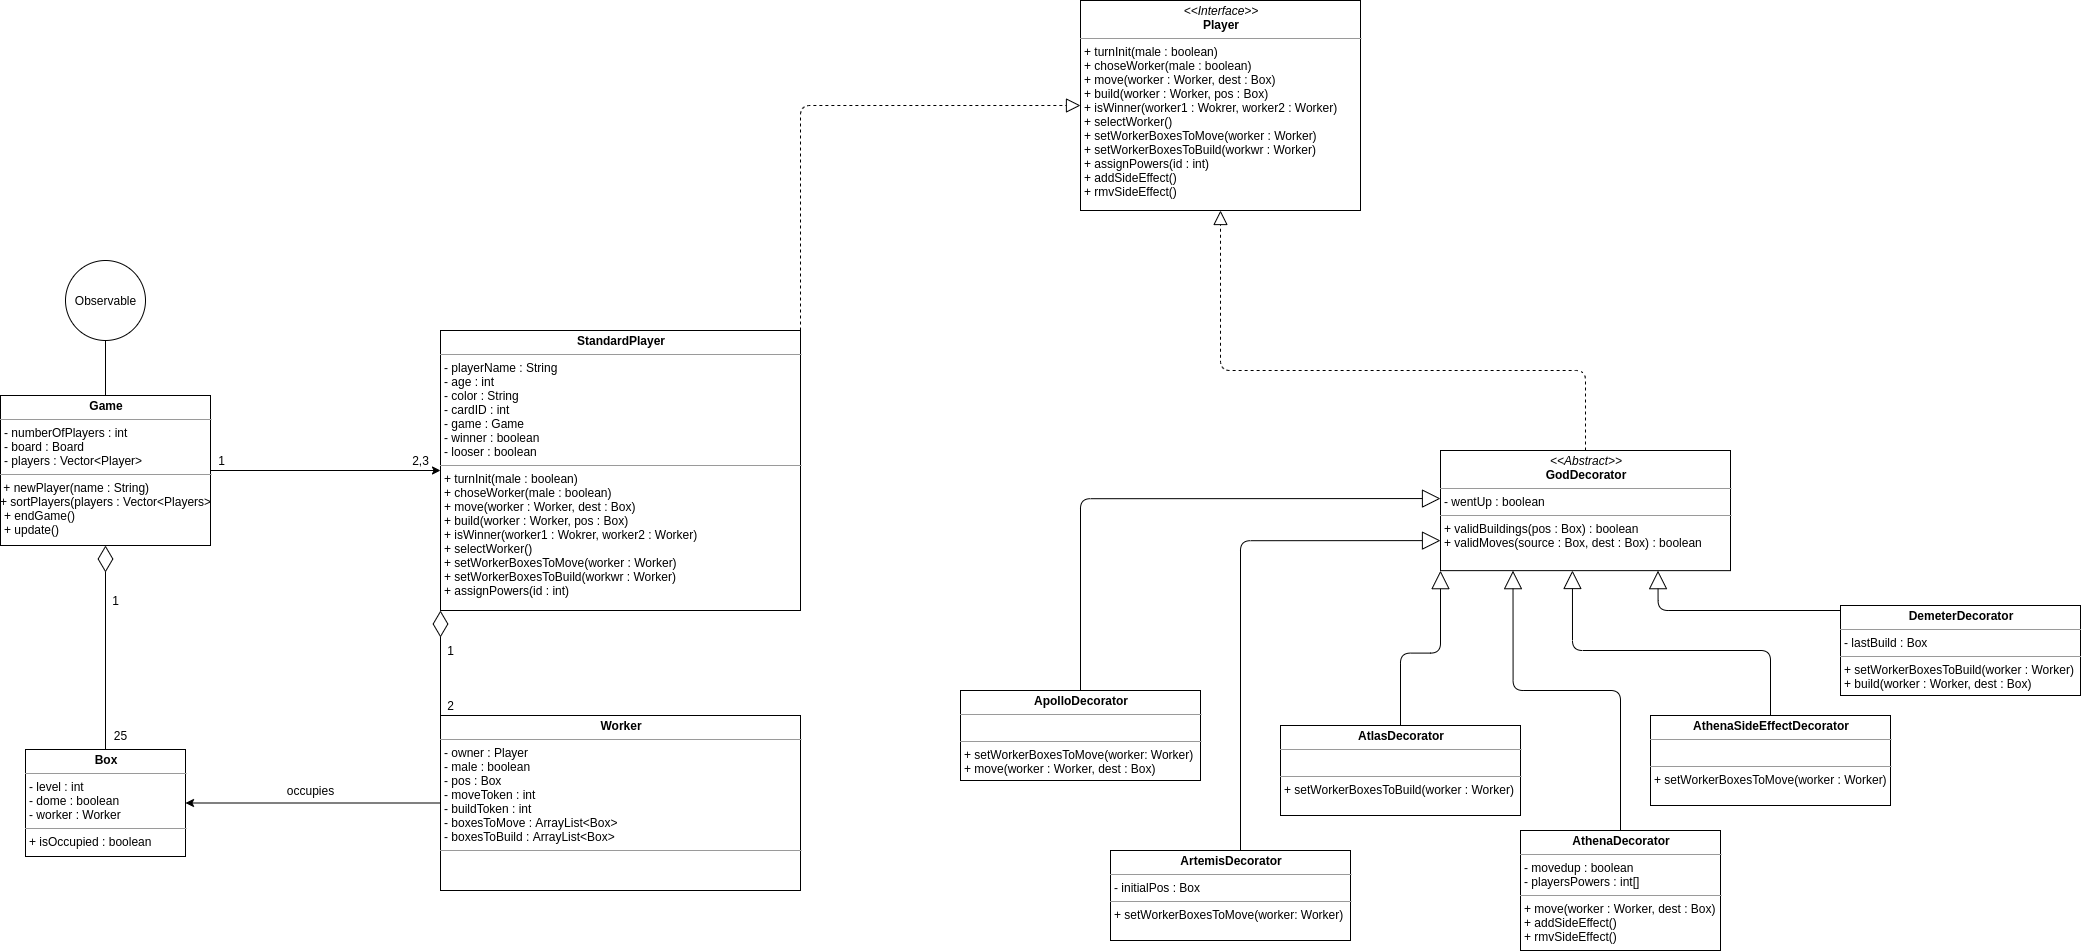 <<Interface>>
Player
+ turnInit(male : boolean)
+ choseWorker(male : boolean)
+ move(worker : Worker, dest : Box)
+ build(worker : Worker, pos : Box)
+ isWinner(worker1 : Wokrer, worker2 : Worker)
+ selectWorker()
+ setWorkerBoxesToMove(worker : Worker)
+ setWorkerBoxesToBuild(workwr : Worker)
+ assignPowers(id : int)
+ addSideEffect()
+ rmvSideEffect()
Observable
Game
- numberOfPlayers : int
- board : Board
- players : Vector<Player>
+ newPlayer(name : String)
+ sortPlayers(players : Vector<Players>
+ endGame()
+ update()
1
2,3
StandardPlayer
- playerName : String
- age : int
- color : String
- cardID : int
- game : Game
- winner : boolean
- looser : boolean
+ turnInit(male : boolean)
+ choseWorker(male : boolean)
+ move(worker : Worker, dest : Box)
+ build(worker : Worker, pos : Box)
+ isWinner(worker1 : Wokrer, worker2 : Worker)
+ selectWorker()
+ setWorkerBoxesToMove(worker : Worker)
+ setWorkerBoxesToBuild(workwr : Worker)
+ assignPowers(id : int)
<<Abstract>>
GodDecorator
- wentUp : boolean
+ validBuildings(pos : Box) : boolean
+ validMoves(source : Box, dest : Box) : boolean
1
25
1
2
Box
- level : int
- dome : boolean
- worker : Worker
+ isOccupied : boolean
occupies
Worker
- owner : Player
- male : boolean
- pos : Box
- moveToken : int
- buildToken : int
- boxesToMove : ArrayList<Box>
- boxesToBuild : ArrayList<Box>
ApolloDecorator
+ setWorkerBoxesToMove(worker: Worker)
+ move(worker : Worker, dest : Box)
ArtemisDecorator
- initialPos : Box
+ setWorkerBoxesToMove(worker: Worker)
AtlasDecorator
+ setWorkerBoxesToBuild(worker : Worker)
AthenaDecorator
- movedup : boolean
- playersPowers : int[]
+ move(worker : Worker, dest : Box)
+ addSideEffect()
+ rmvSideEffect()
AthenaSideEffectDecorator
+ setWorkerBoxesToMove(worker : Worker)
DemeterDecorator
- lastBuild : Box
+ setWorkerBoxesToBuild(worker : Worker)
+ build(worker : Worker, dest : Box)